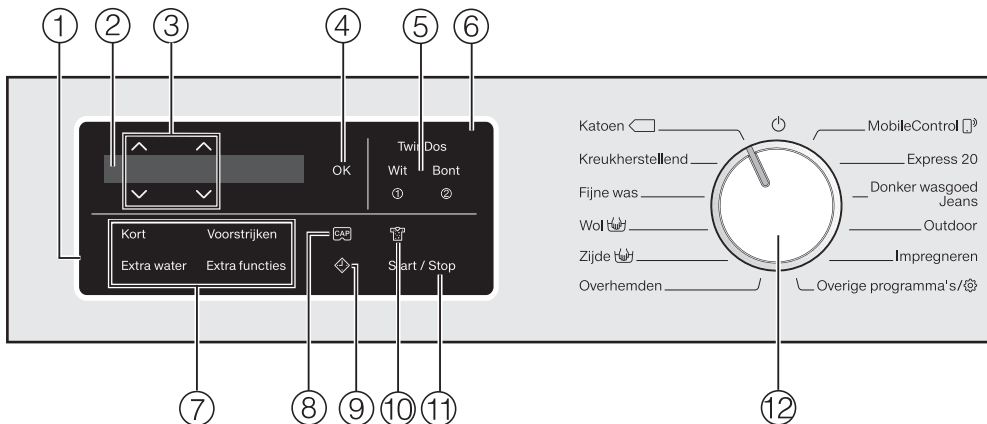 ① ② ③ ④ ⑤ ⑥
TwinDos
OK Wit Bont
① ②
Kort Voorstrijken CAP
Extra water Extra functies Start / Stop
Katoen
Kreukherstellend
Fijne was
Wol
Zijde
Overhemden
MobileControl
Express 20
Donker wasgoed
Jeans
Outdoor
Impregneren
Overige programma's/
⑦ ⑧ ⑨ ⑩ ⑪ ⑫